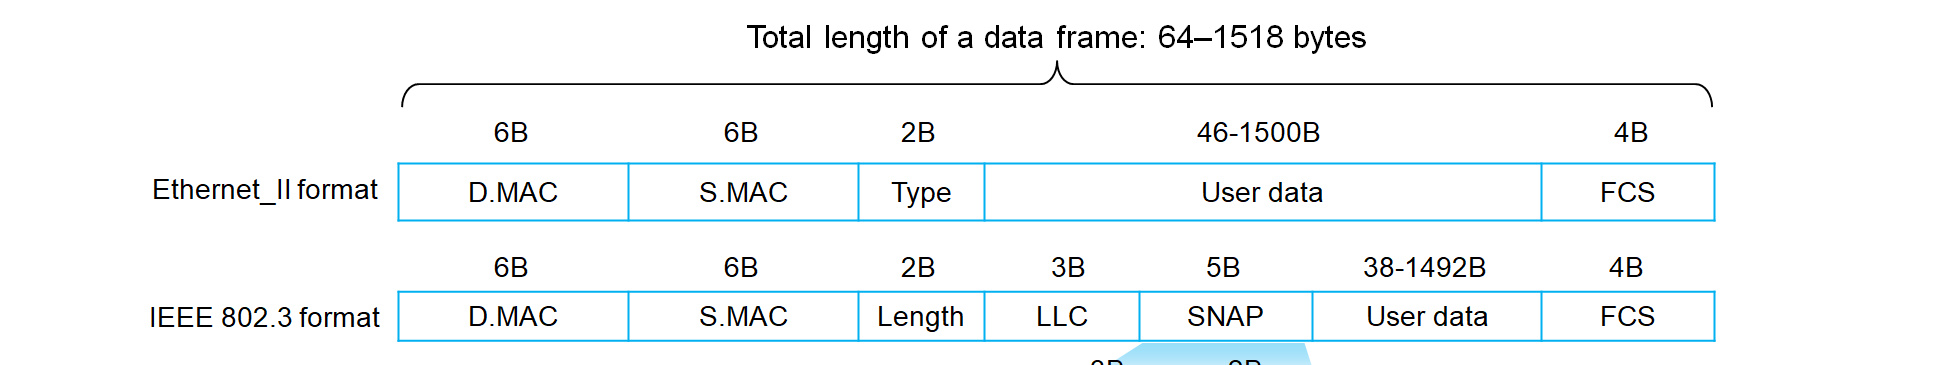 Total length of a data frame: 64–1518 bytes
6B 6B 2B 46-1500B 4B
Ethernet_II format D.MAC S.MAC Type User data FCS
6B 6B 2B 3B 5B 38-1492B 4B
IEEE 802.3 format D.MAC S.MAC Length LLC SNAP User data FCS